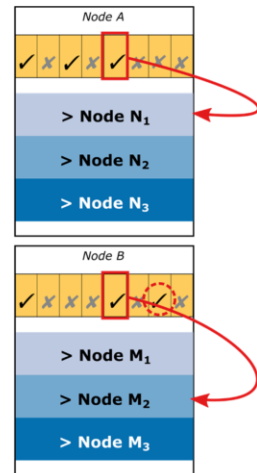 Node A
✓ ✗ ✓ ✗ ✓ ✗ ✗ ✗
> Node N₁
> Node N₂
> Node N₃
Node B
✓ ✗ ✗ ✗ ✓ ✗ ✓ ✗
> Node M₁
> Node M₂
> Node M₃